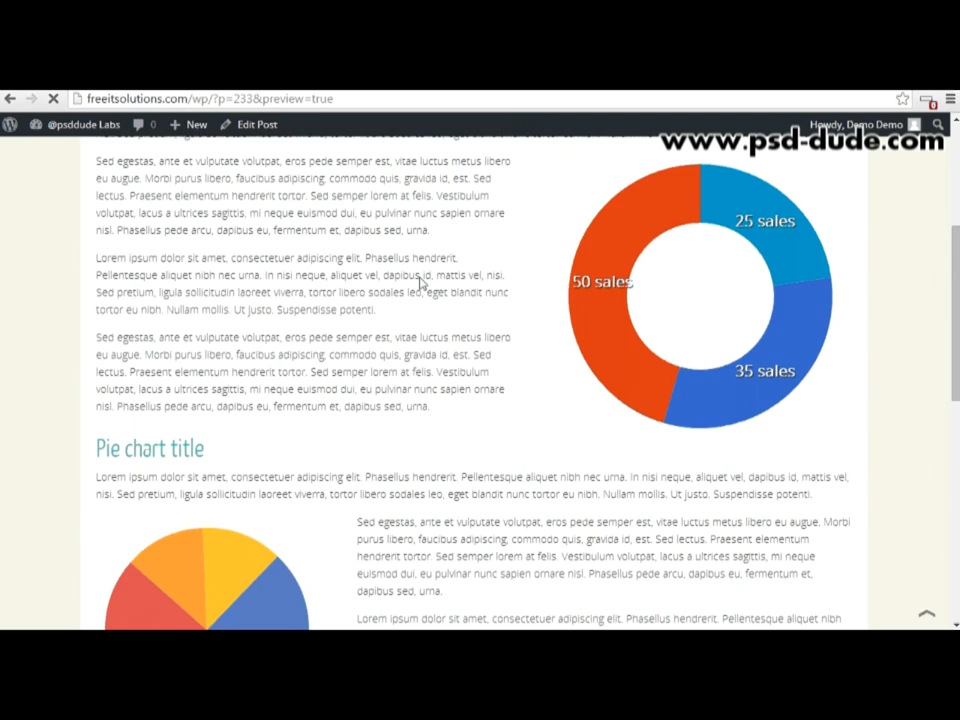 freeitsolutions.com/wp/?p=233&preview=true
@psddude Labs 0 New Edit Post Howdy, Demo Demo
www.psd-dude.com
Sed egestas, ante et vulputate volutpat, eros pede semper est, vitae luctus metus libero
eu augue. Morbi purus libero, faucibus adipiscing, commodo quis, gravida id, est. Sed
lectus. Praesent elementum hendrerit tortor. Sed semper lorem at felis. Vestibulum
volutpat, lacus a ultrices sagittis, mi neque euismod dui, eu pulvinar nunc sapien ornare
nisl. Phasellus pede arcu, dapibus eu, fermentum et, dapibus sed, urna.
Lorem ipsum dolor sit amet, consectetuer adipiscing elit. Phasellus hendrerit.
Pellentesque aliquet nibh nec urna. In nisi neque, aliquet vel, dapibus id, mattis vel, nisi.
Sed pretium, ligula sollicitudin laoreet viverra, tortor libero sodales leo, eget blandit nunc
tortor eu nibh. Nullam mollis. Ut justo. Suspendisse potenti.
Sed egestas, ante et vulputate volutpat, eros pede semper est, vitae luctus metus libero
eu augue. Morbi purus libero, faucibus adipiscing, commodo quis, gravida id, est. Sed
lectus. Praesent elementum hendrerit tortor. Sed semper lorem at felis. Vestibulum
volutpat, lacus a ultrices sagittis, mi neque euismod dui, eu pulvinar nunc sapien ornare
nisl. Phasellus pede arcu, dapibus eu, fermentum et, dapibus sed, urna.
25 sales
50 sales
35 sales
Pie chart title
Lorem ipsum dolor sit amet, consectetuer adipiscing elit. Phasellus hendrerit. Pellentesque aliquet nibh nec urna. In nisi neque, aliquet vel, dapibus id, mattis vel,
nisi. Sed pretium, ligula sollicitudin laoreet viverra, tortor libero sodales leo, eget blandit nunc tortor eu nibh. Nullam mollis. Ut justo. Suspendisse potenti.
Sed egestas, ante et vulputate volutpat, eros pede semper est, vitae luctus metus libero eu augue. Morbi
purus libero, faucibus adipiscing, commodo quis, gravida id, est. Sed lectus. Praesent elementum
hendrerit tortor. Sed semper lorem at felis. Vestibulum volutpat, lacus a ultrices sagittis, mi neque
euismod dui, eu pulvinar nunc sapien ornare nisl. Phasellus pede arcu, dapibus eu, fermentum et,
dapibus sed, urna.
Lorem ipsum dolor sit amet, consectetuer adipiscing elit. Phasellus hendrerit. Pellentesque aliquet nibh